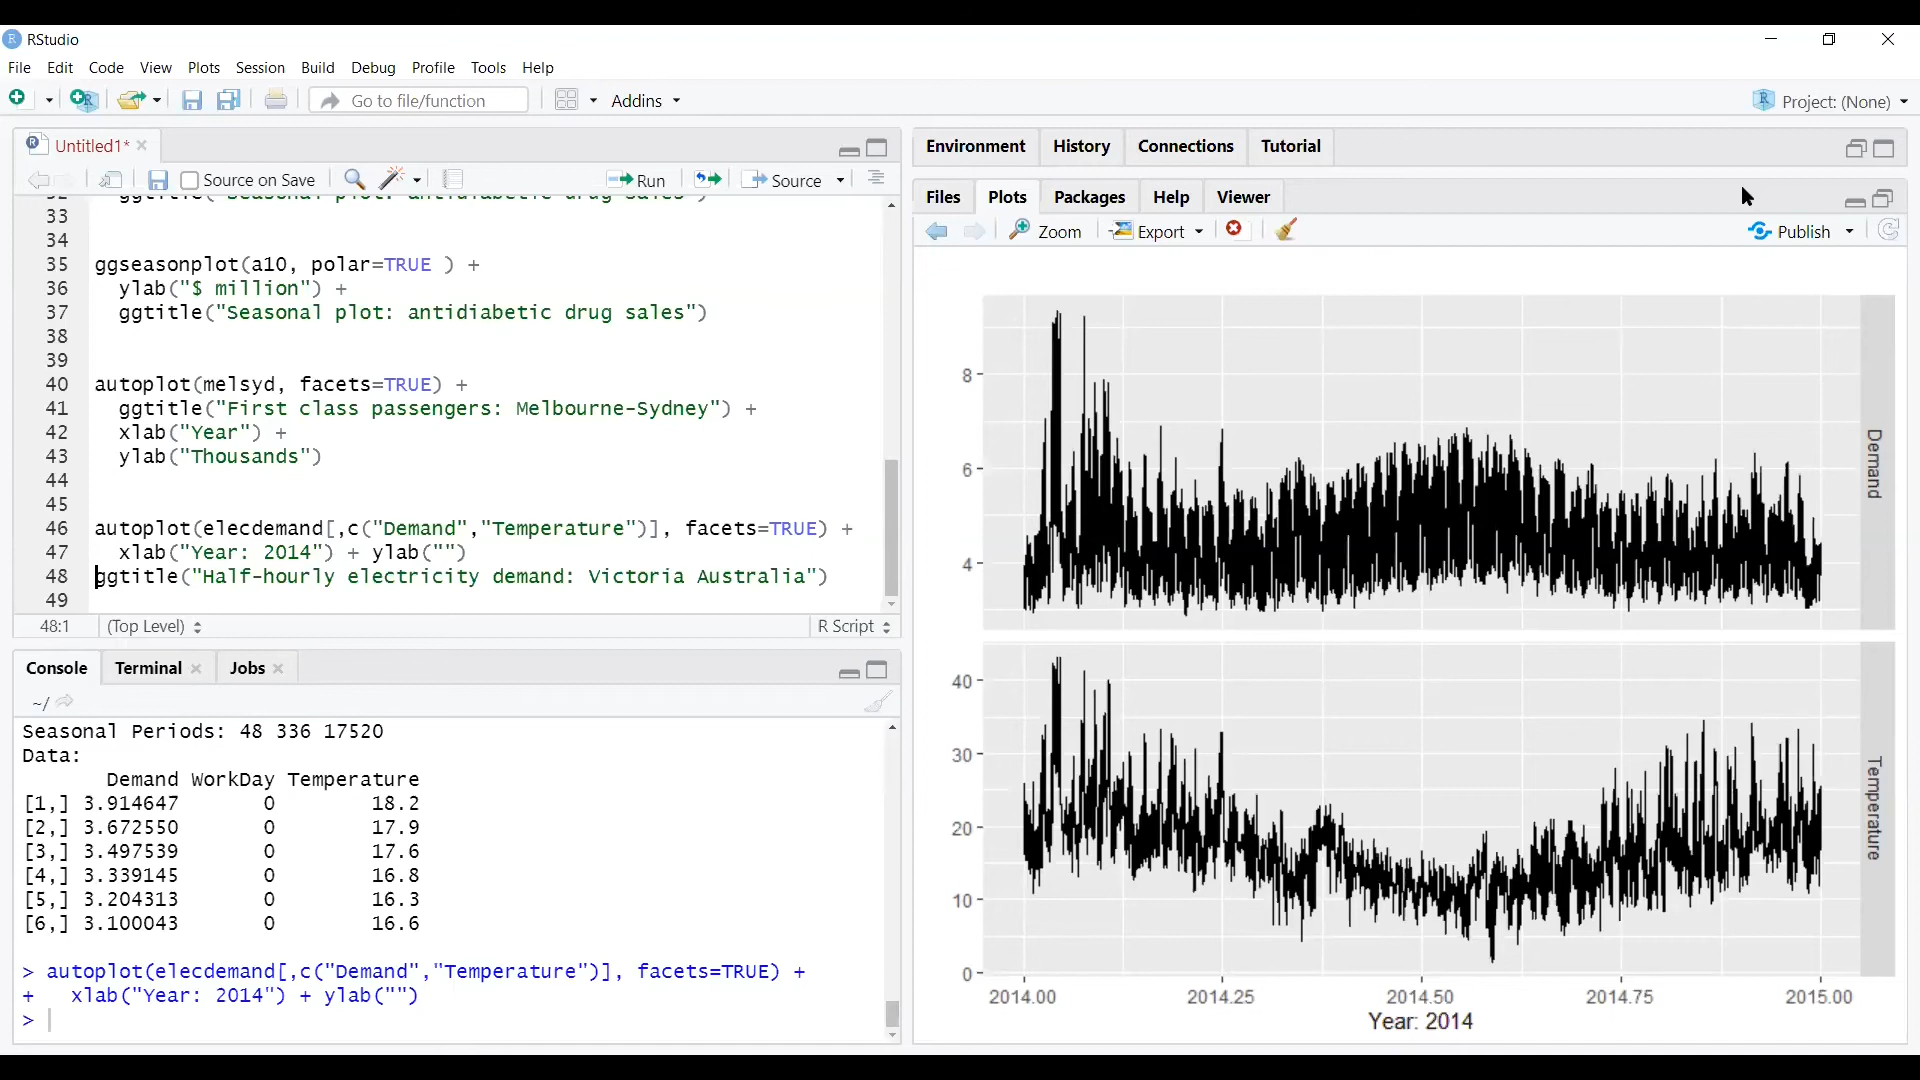 RStudio
File Edit Code View Plots Session Build Debug Profile Tools Help
Go to file/function Addins Project: (None)
Untitled1*
Source on Save Run Source
ggtitle("Seasonal plot: antidiabetic drug sales")
33
34
35 ggseasonplot(a10, polar=TRUE ) +
36 ylab("$ million") +
37 ggtitle("Seasonal plot: antidiabetic drug sales")
38
39
40 autoplot(melsyd, facets=TRUE) +
41 ggtitle("First class passengers: Melbourne-Sydney") +
42 xlab("Year") +
43 ylab("Thousands")
44
45
46 autoplot(elecdemand[,c("Demand","Temperature")], facets=TRUE) +
47 xlab("Year: 2014") + ylab("")
48 ggtitle("Half-hourly electricity demand: Victoria Australia")
49
48:1 (Top Level) R Script
Console Terminal Jobs
~/
Seasonal Periods: 48 336 17520
Data:
Demand WorkDay Temperature
[1,] 3.914647 0 18.2
[2,] 3.672550 0 17.9
[3,] 3.497539 0 17.6
[4,] 3.339145 0 16.8
[5,] 3.204313 0 16.3
[6,] 3.100043 0 16.6
> autoplot(elecdemand[,c("Demand","Temperature")], facets=TRUE) +
+ xlab("Year: 2014") + ylab("")
>
Environment History Connections Tutorial
Files Plots Packages Help Viewer
Zoom Export Publish
8
6
4
Demand
40
30
20
10
0
Temperature
2014.00 2014.25 2014.50 2014.75 2015.00
Year: 2014